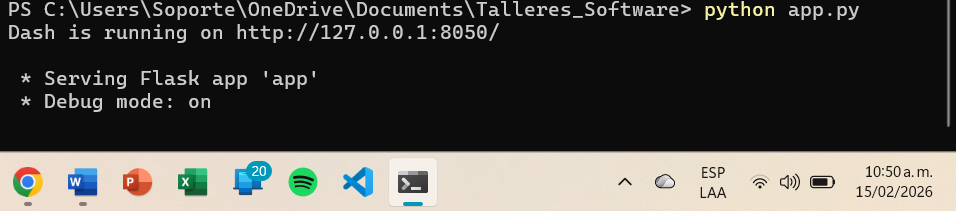 PS C:\Users\Soporte\OneDrive\Documents\Talleres_Software> python app.py
Dash is running on http://127.0.0.1:8050/
* Serving Flask app 'app'
* Debug mode: on
W
P
X
20
>_
ESP
LAA
10:50 a. m.
15/02/2026